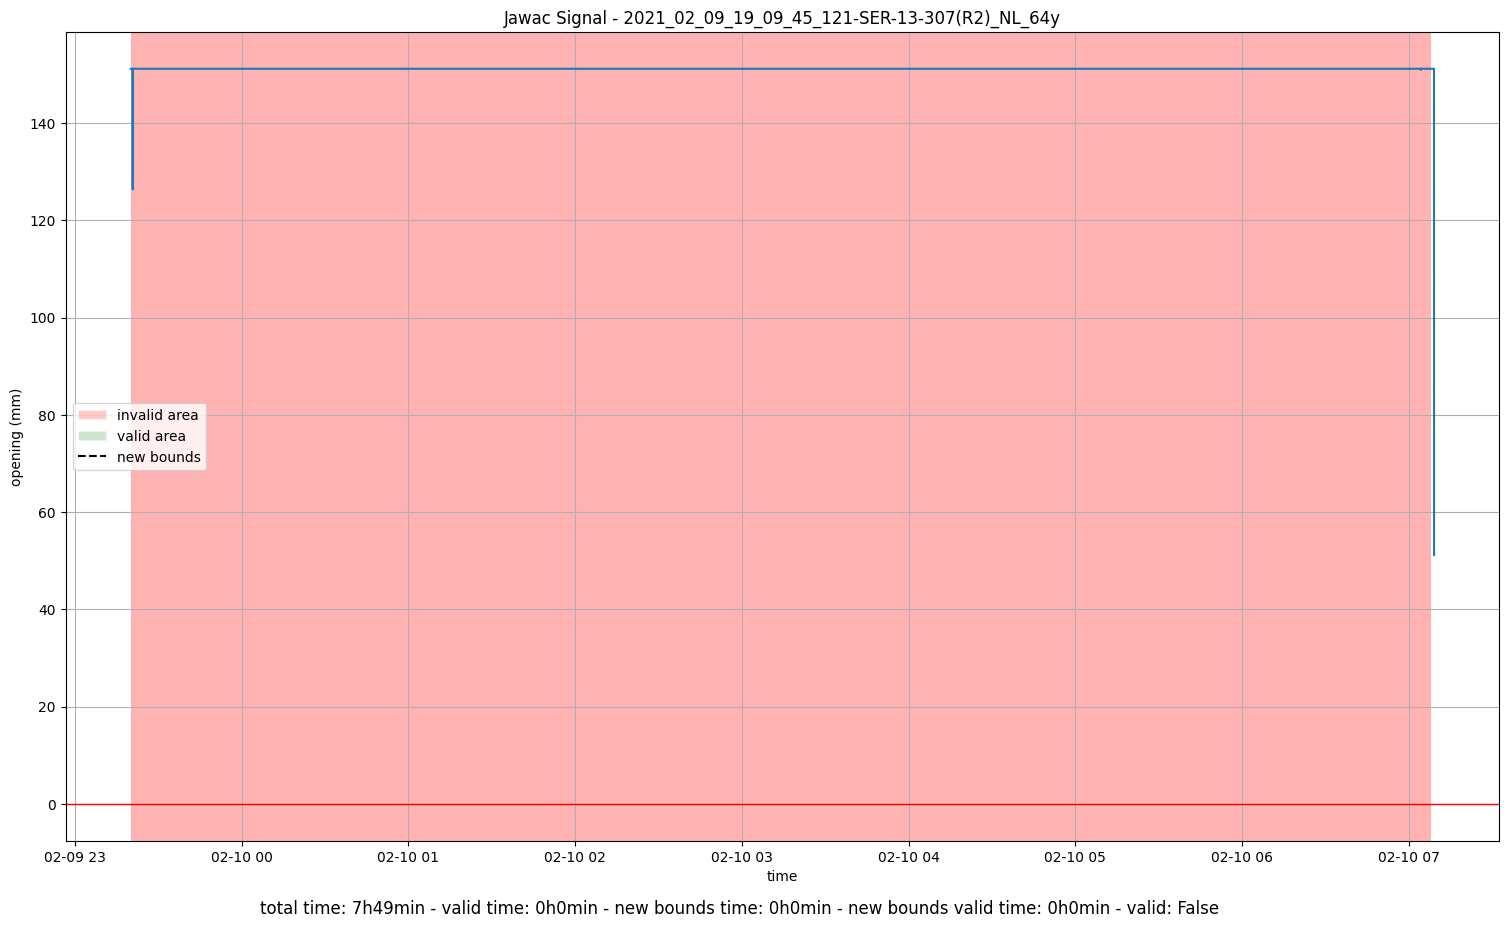 Jawac Signal - 2021_02_09_19_09_45_121-SER-13-307(R2)_NL_64y
140
120
100
80
60
40
20
0
opening (mm)
invalid area
valid area
new bounds
02-09 23
02-10 00
02-10 01
02-10 02
02-10 03
02-10 04
02-10 05
02-10 06
02-10 07
time
total time: 7h49min - valid time: 0h0min - new bounds time: 0h0min - new bounds valid time: 0h0min - valid: False